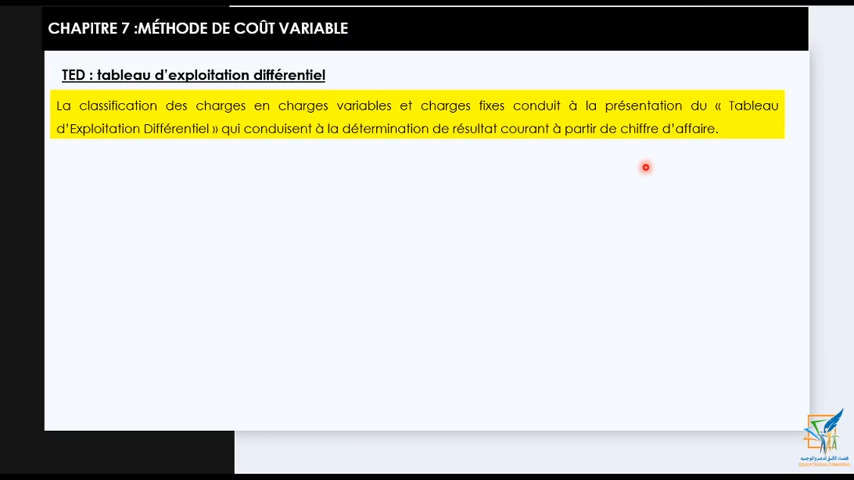 CHAPITRE 7 :MÉTHODE DE COÛT VARIABLE
TED : tableau d’exploitation différentiel
La classification des charges en charges variables et charges fixes conduit à la présentation du « Tableau
d’Exploitation Différentiel » qui conduisent à la détermination de résultat courant à partir de chiffre d’affaire.